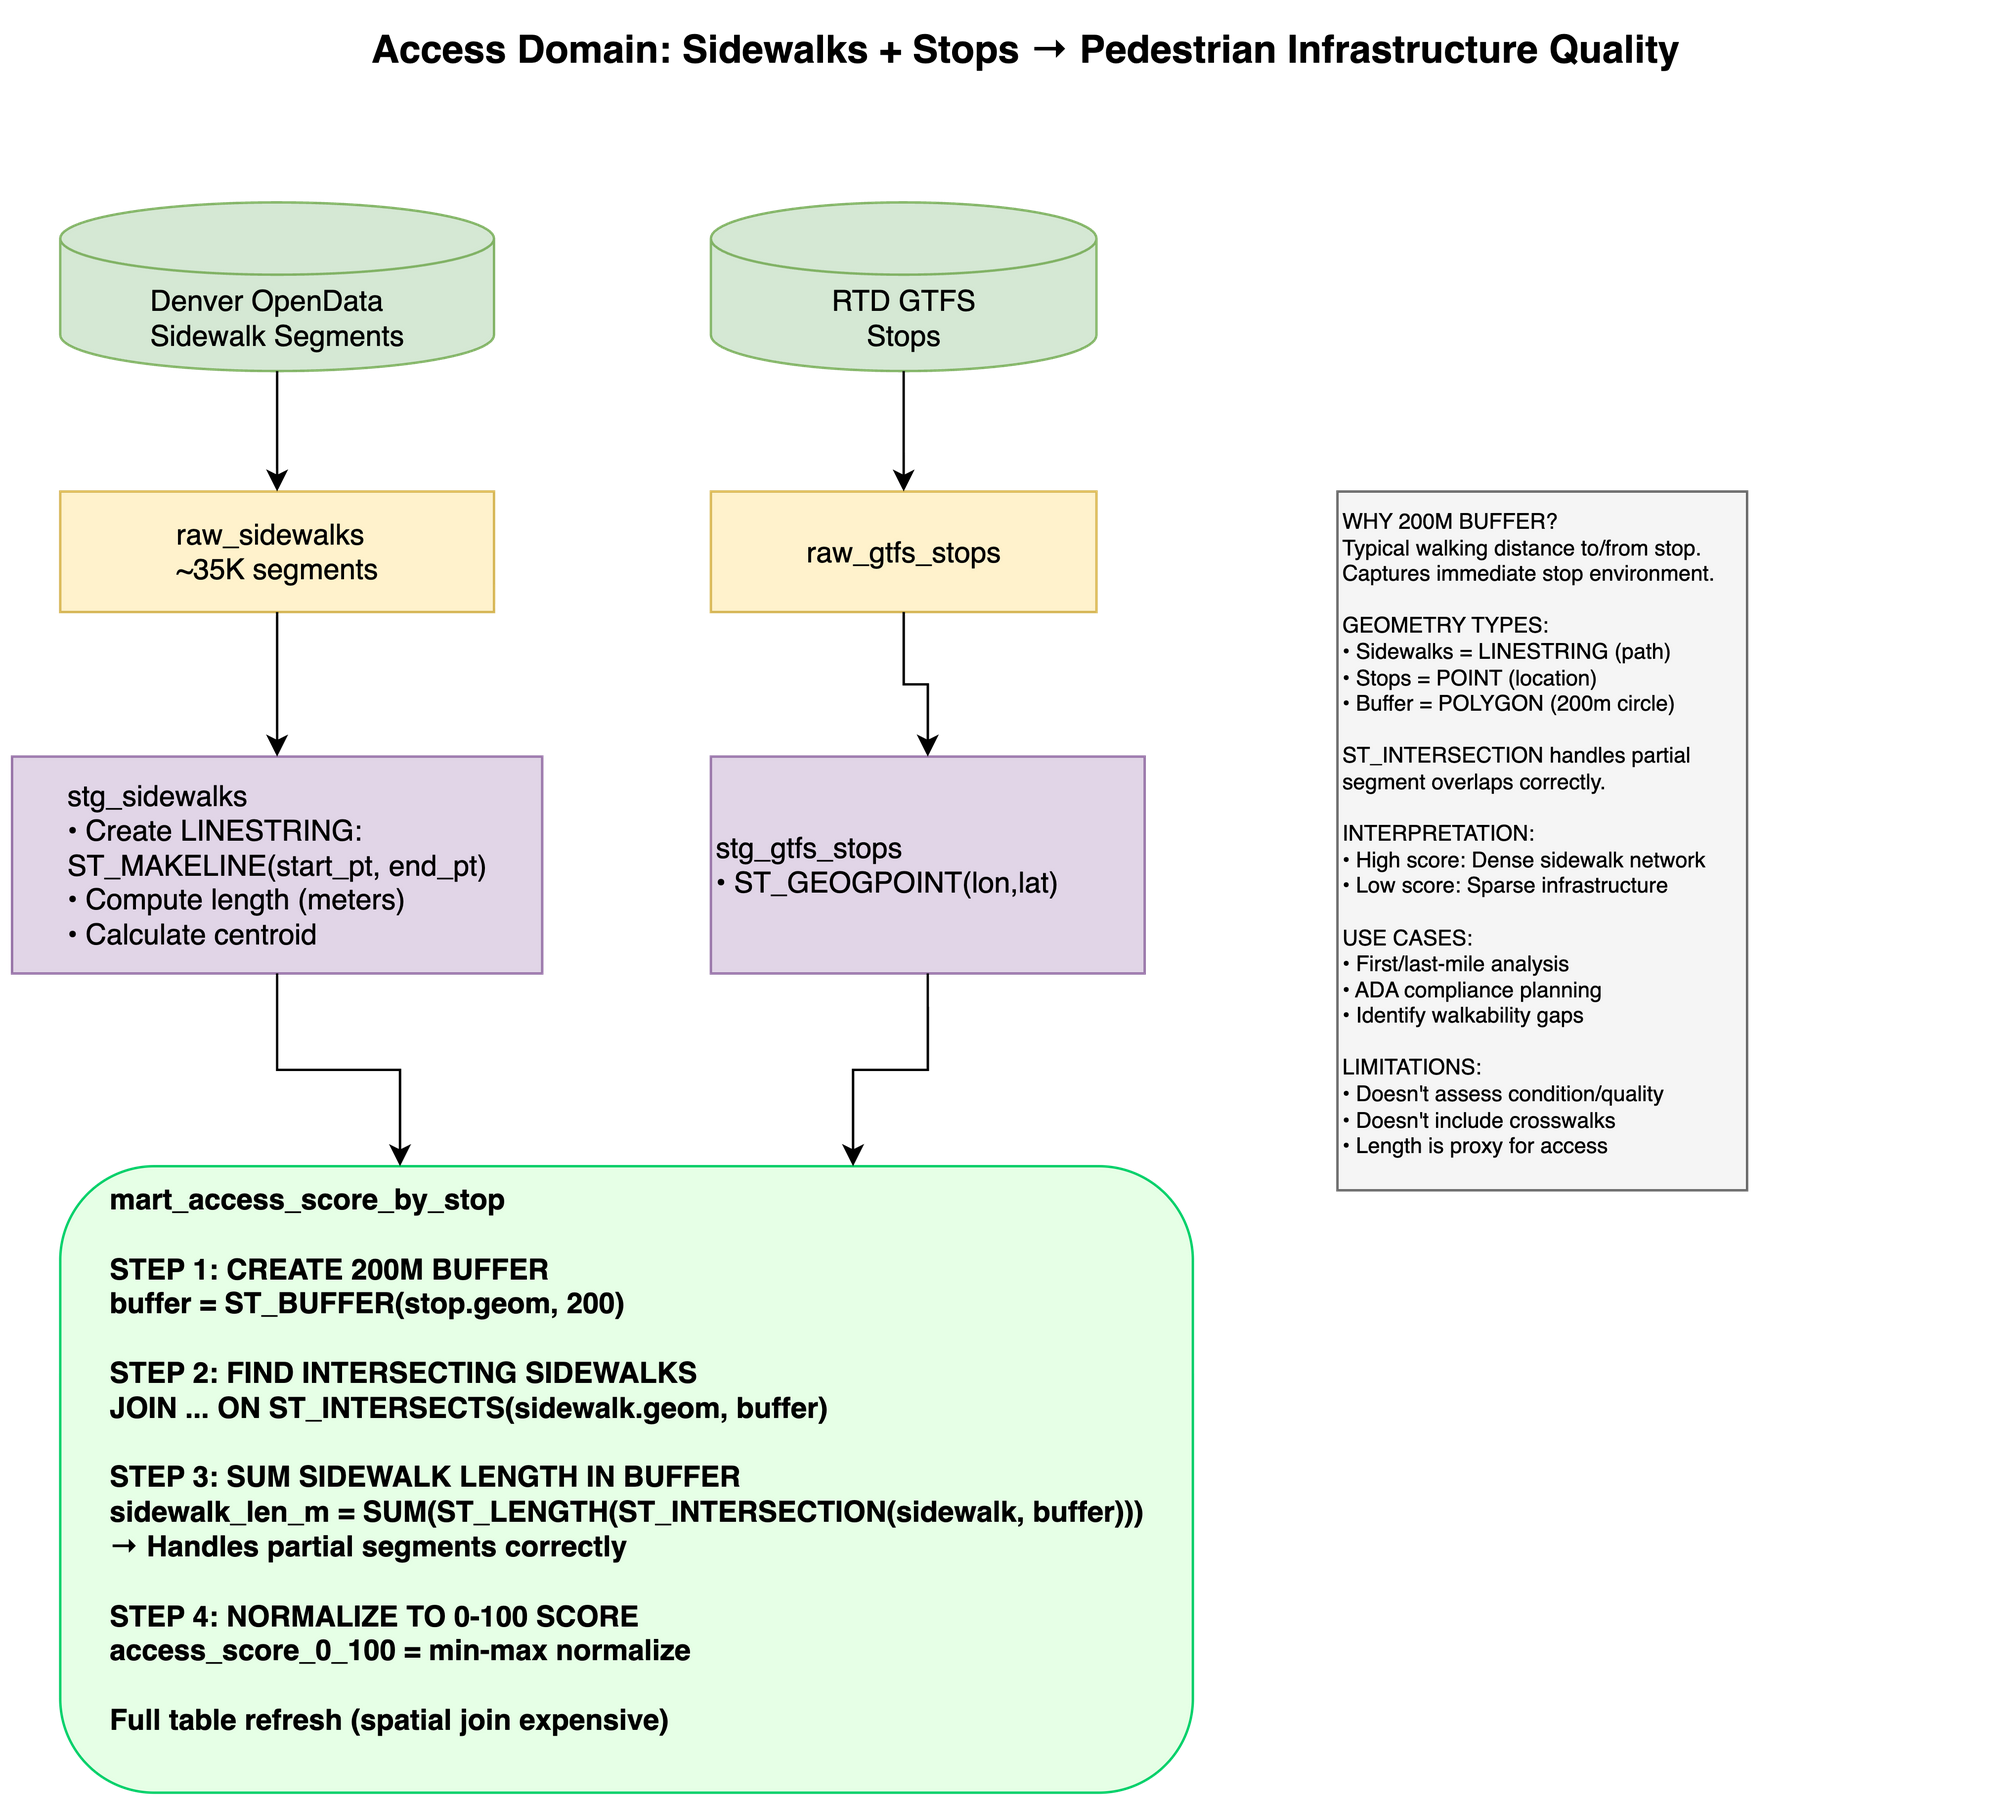 Access Domain: Sidewalks + Stops → Pedestrian Infrastructure Quality
Denver OpenData
Sidewalk Segments
RTD GTFS
Stops
raw_sidewalks
~35K segments
raw_gtfs_stops
stg_sidewalks
• Create LINESTRING:
ST_MAKELINE(start_pt, end_pt)
• Compute length (meters)
• Calculate centroid
stg_gtfs_stops
• ST_GEOGPOINT(lon,lat)
WHY 200M BUFFER?
Typical walking distance to/from stop.
Captures immediate stop environment.
GEOMETRY TYPES:
• Sidewalks = LINESTRING (path)
• Stops = POINT (location)
• Buffer = POLYGON (200m circle)
ST_INTERSECTION handles partial
segment overlaps correctly.
INTERPRETATION:
• High score: Dense sidewalk network
• Low score: Sparse infrastructure
USE CASES:
• First/last-mile analysis
• ADA compliance planning
• Identify walkability gaps
LIMITATIONS:
• Doesn't assess condition/quality
• Doesn't include crosswalks
• Length is proxy for access
mart_access_score_by_stop
STEP 1: CREATE 200M BUFFER
buffer = ST_BUFFER(stop.geom, 200)
STEP 2: FIND INTERSECTING SIDEWALKS
JOIN ... ON ST_INTERSECTS(sidewalk.geom, buffer)
STEP 3: SUM SIDEWALK LENGTH IN BUFFER
sidewalk_len_m = SUM(ST_LENGTH(ST_INTERSECTION(sidewalk, buffer)))
→ Handles partial segments correctly
STEP 4: NORMALIZE TO 0-100 SCORE
access_score_0_100 = min-max normalize
Full table refresh (spatial join expensive)